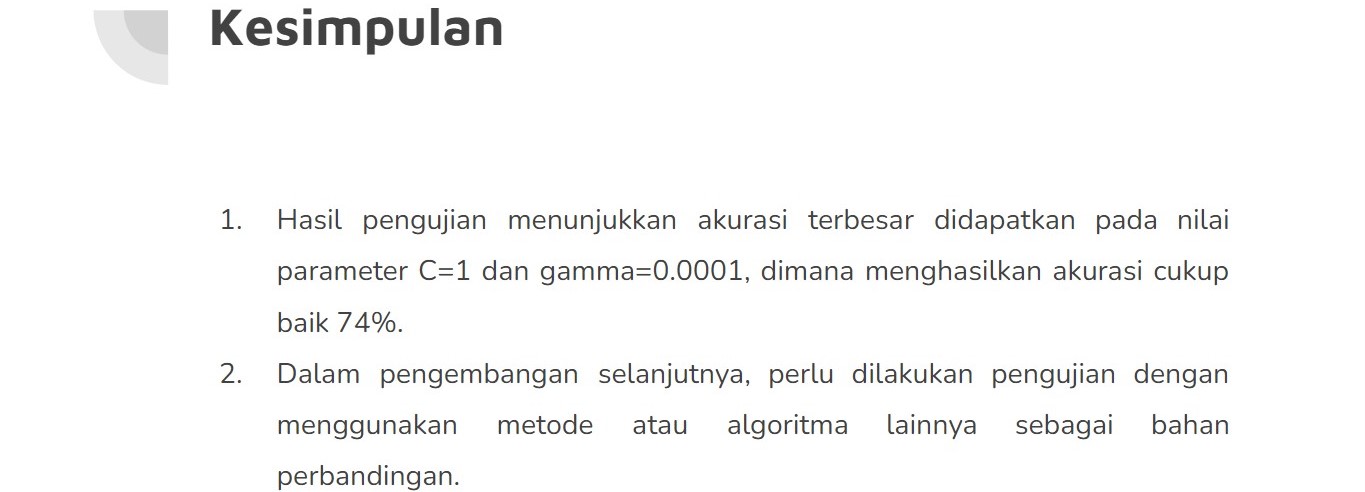 Kesimpulan
1. Hasil pengujian menunjukkan akurasi terbesar didapatkan pada nilai
parameter C=1 dan gamma=0.0001, dimana menghasilkan akurasi cukup
baik 74%.
2. Dalam pengembangan selanjutnya, perlu dilakukan pengujian dengan
menggunakan metode atau algoritma lainnya sebagai bahan
perbandingan.